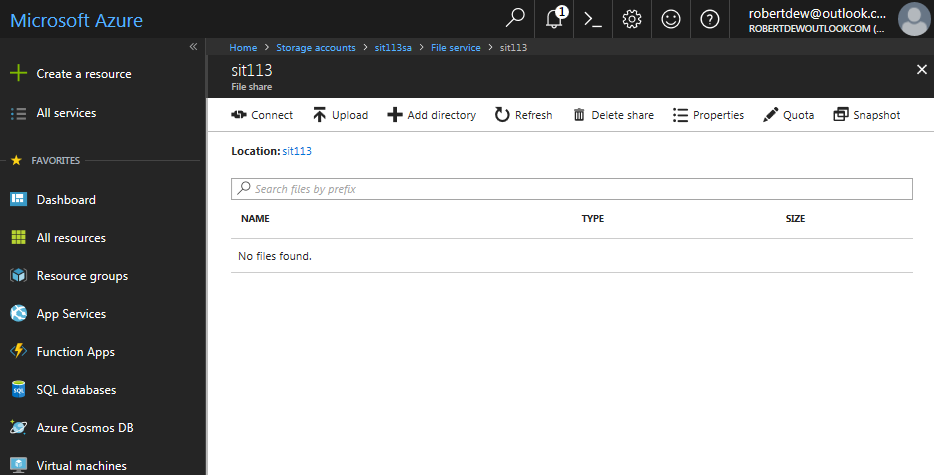 Microsoft Azure
1
robertdew@outlook.c...
ROBERTDEWOUTLOOKCOM (...
Home > Storage accounts > sit113sa > File service > sit113
sit113
File share
Create a resource
All services
FAVORITES
Dashboard
All resources
Resource groups
App Services
Function Apps
SQL
SQL databases
Azure Cosmos DB
Virtual machines
Connect Upload Add directory Refresh Delete share Properties Quota Snapshot
Location: sit113
Search files by prefix
NAME TYPE SIZE
No files found.